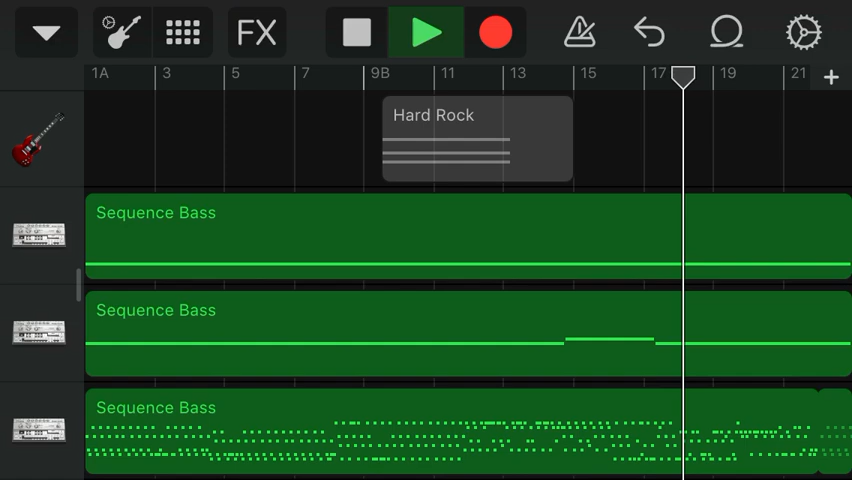 FX
1A 3 5 7 9B 11 13 15 17 19 21 +
Hard Rock
Sequence Bass
Sequence Bass
Sequence Bass